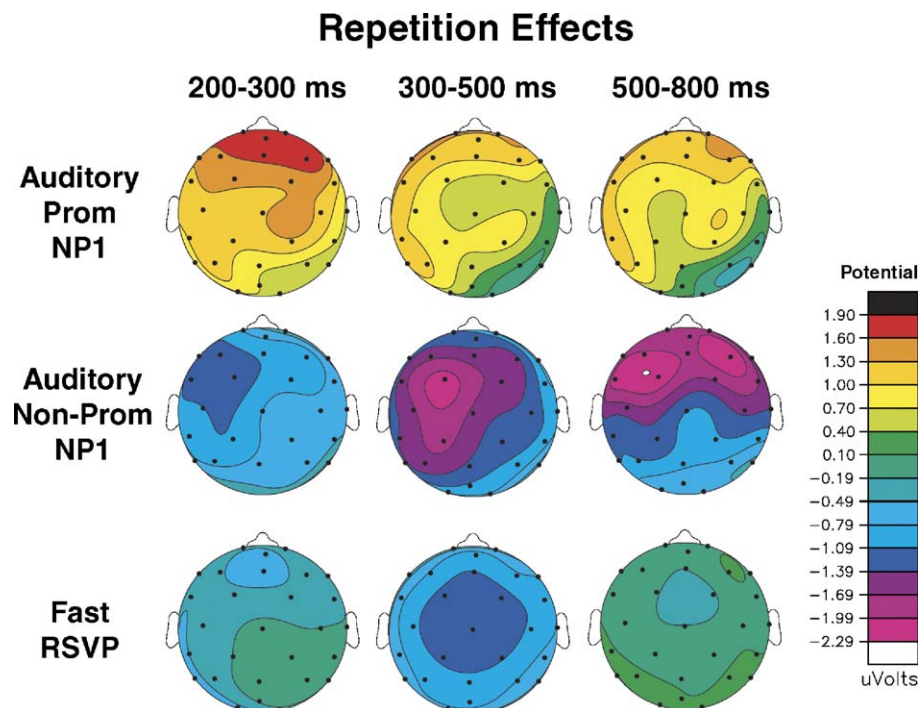 Repetition Effects
200-300 ms
300-500 ms
500-800 ms
Auditory
Prom
NP1
Auditory
Non-Prom
NP1
Fast
RSVP
Potential
1.90
1.60
1.30
1.00
0.70
0.40
0.10
−0.19
−0.49
−0.79
−1.09
−1.39
−1.69
−1.99
−2.29
uVolts